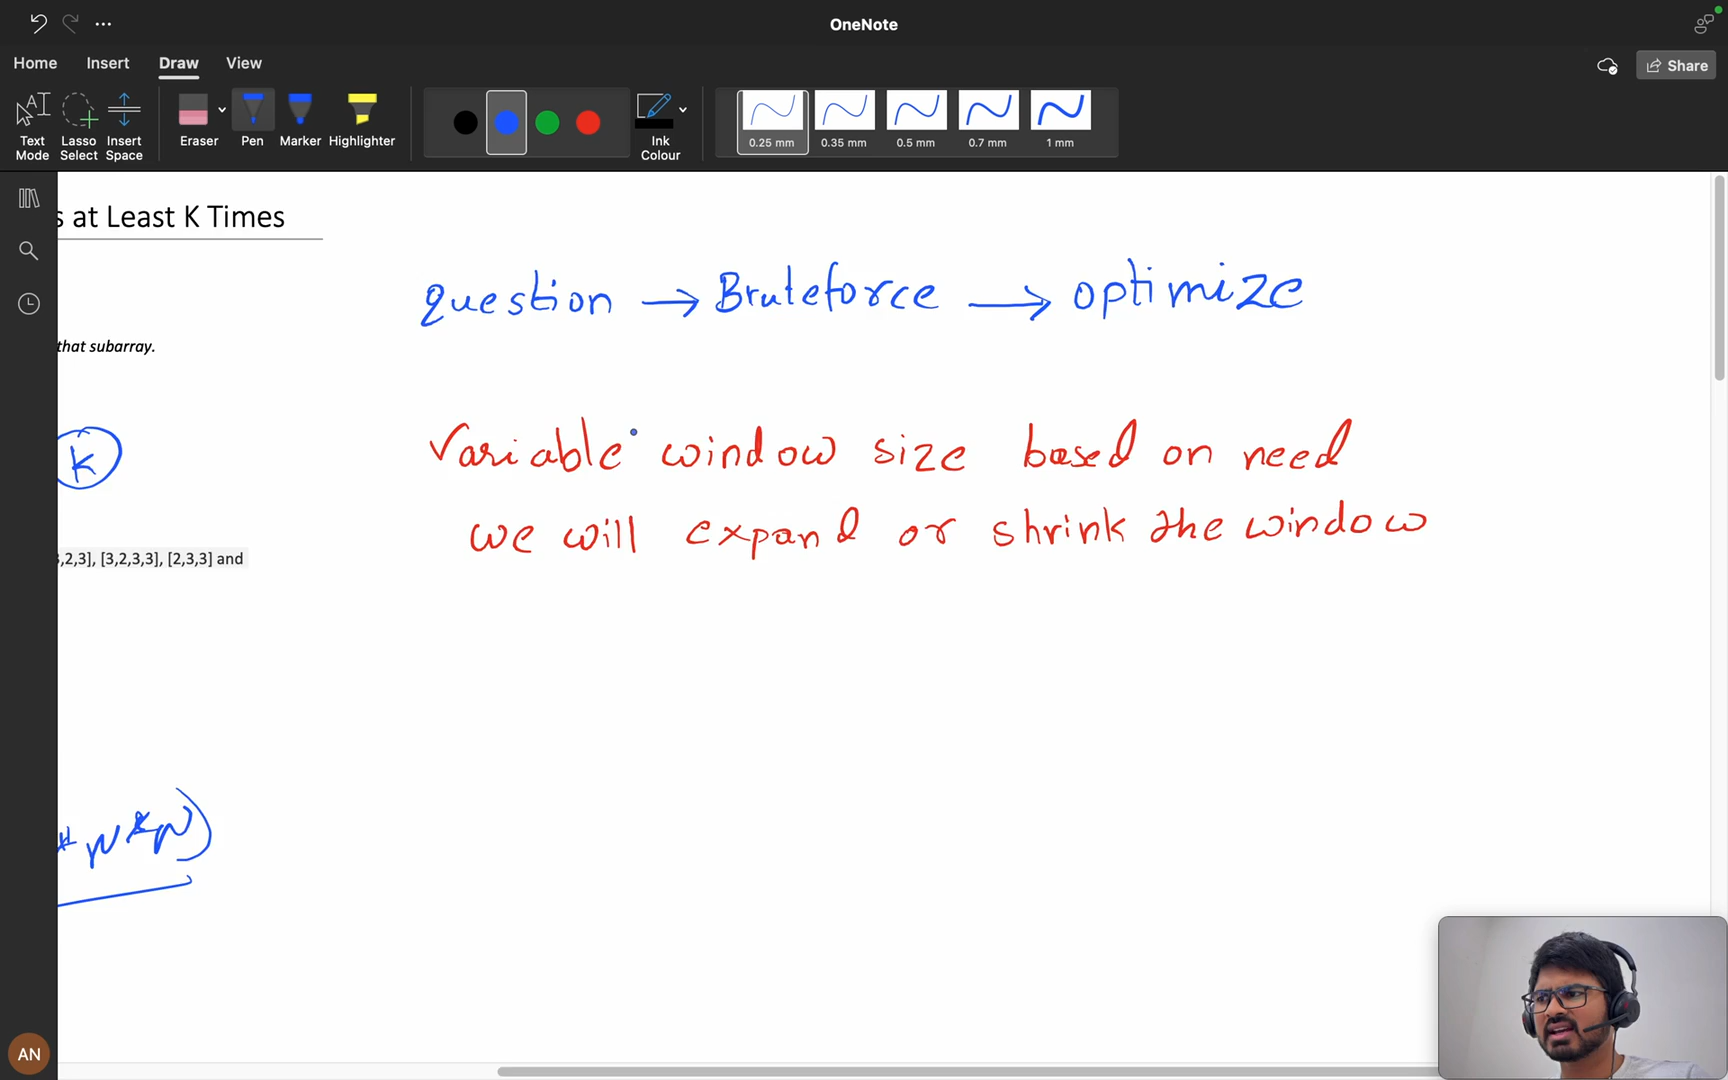 OneNote
Home Insert Draw View
Share
Text Mode
Lasso Select
Insert Space
Eraser
Pen
Marker
Highlighter
Ink Colour
0.25 mm
0.35 mm
0.5 mm
0.7 mm
1 mm
s at Least K Times
question → Bruteforce → optimize
that subarray.
Variable window size based on need
k
we will expand or shrink the window
3,2,3], [3,2,3,3], [2,3,3] and
* N * N)
AN